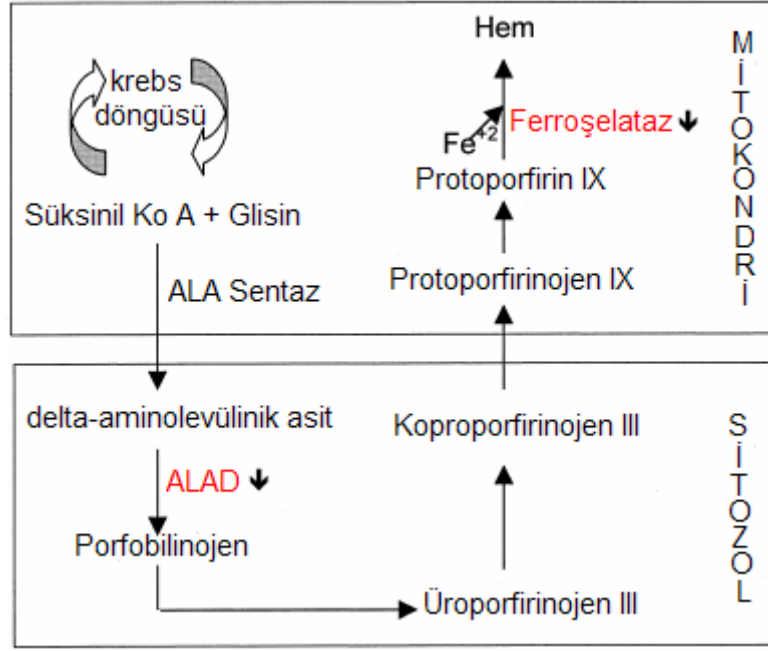 krebs
döngüsü
Süksinil Ko A + Glisin
ALA Sentaz
Hem
Fe+2
Ferroşelataz
Protoporfirin IX
Protoporfirinojen IX
MİTOKONDRİ
delta-aminolevülinik asit
ALAD
Porfobilinojen
Koproporfirinojen III
Üroporfirinojen III
SİTOZOL